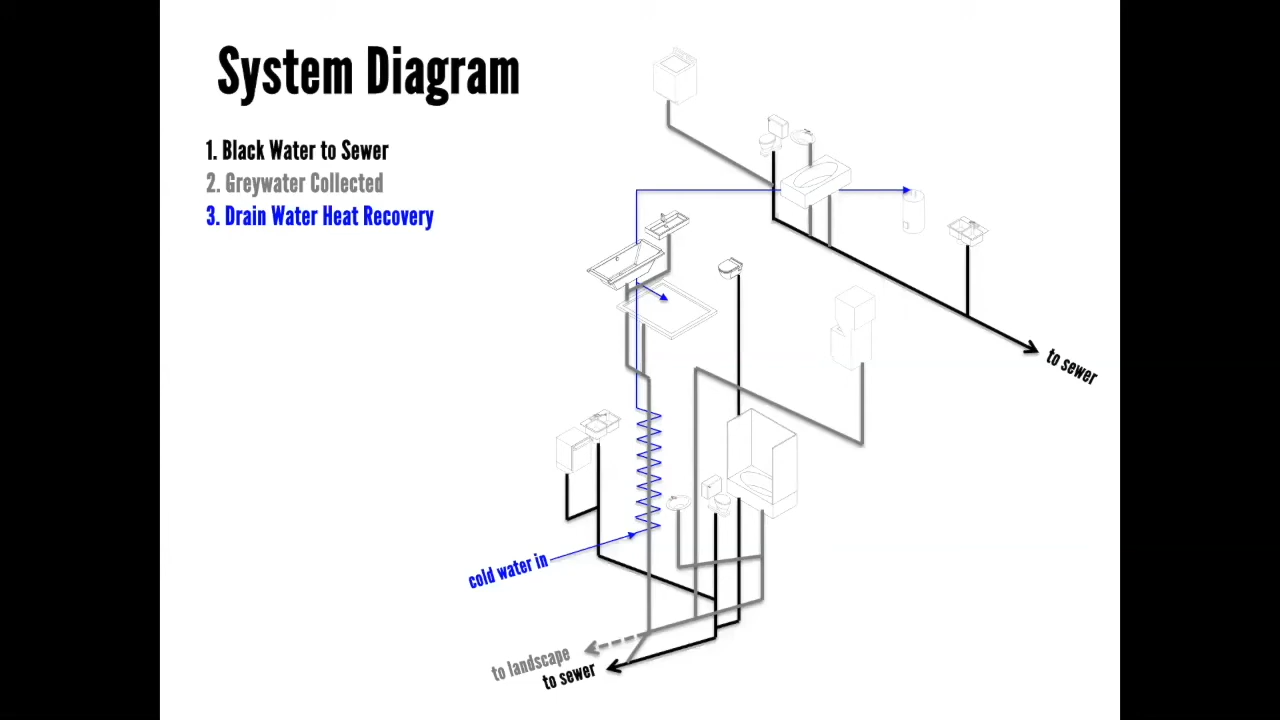 System Diagram
1. Black Water to Sewer
2. Greywater Collected
3. Drain Water Heat Recovery
to sewer
cold water in
to landscape
to sewer